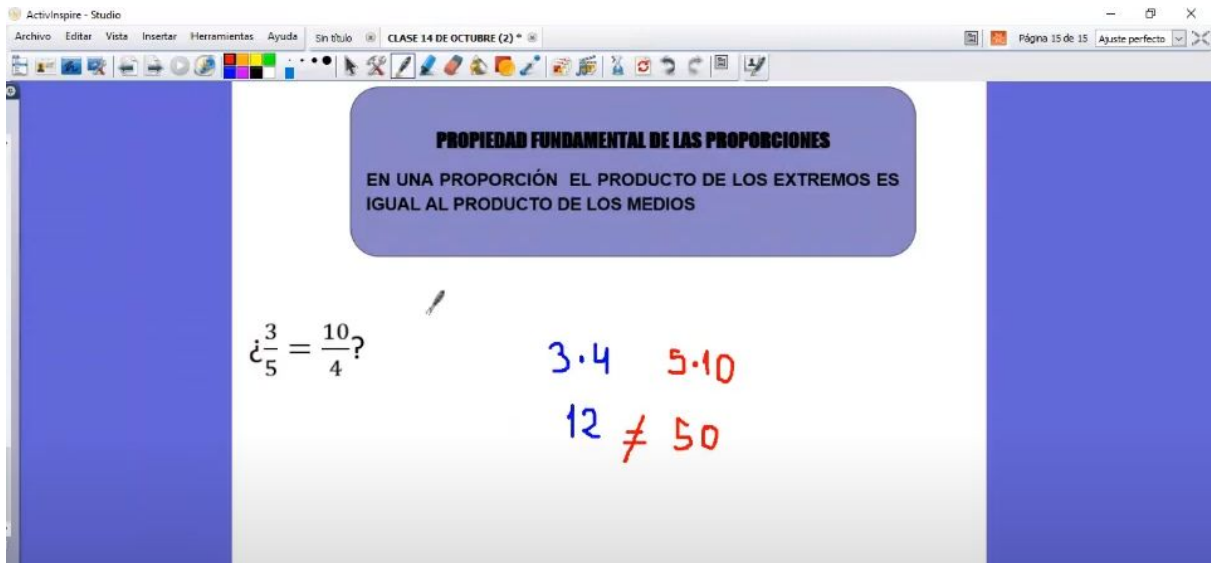 ActivInspire - Studio
Archivo Editar Vista Insertar Herramientas Ayuda Sin título CLASE 14 DE OCTUBRE (2) * Página 15 de 15 Ajuste perfecto
PROPIEDAD FUNDAMENTAL DE LAS PROPORCIONES
EN UNA PROPORCIÓN EL PRODUCTO DE LOS EXTREMOS ES
IGUAL AL PRODUCTO DE LOS MEDIOS
¿3/5 = 10/4?
3·4 5·10
12 ≠ 50